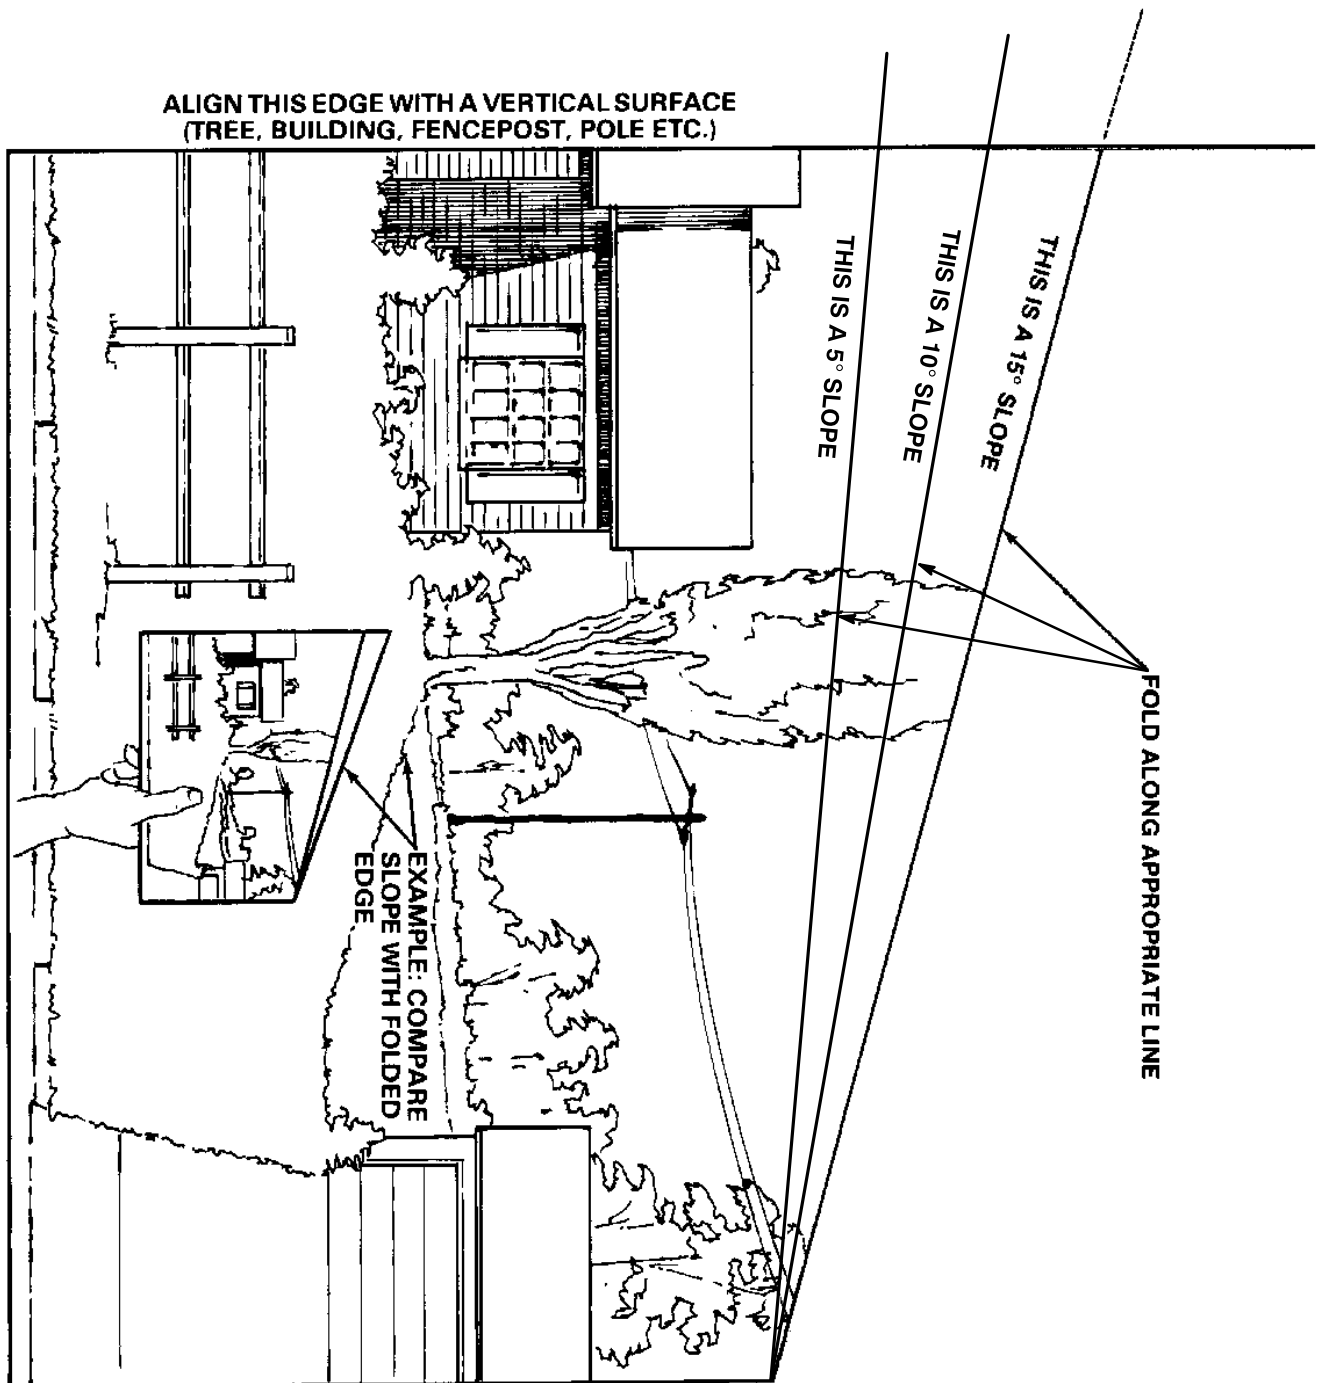 ALIGN THIS EDGE WITH A VERTICAL SURFACE
(TREE, BUILDING, FENCEPOST, POLE ETC.)
THIS IS A 5° SLOPE
THIS IS A 10° SLOPE
THIS IS A 15° SLOPE
FOLD ALONG APPROPRIATE LINE
EXAMPLE: COMPARE
SLOPE WITH FOLDED
EDGE